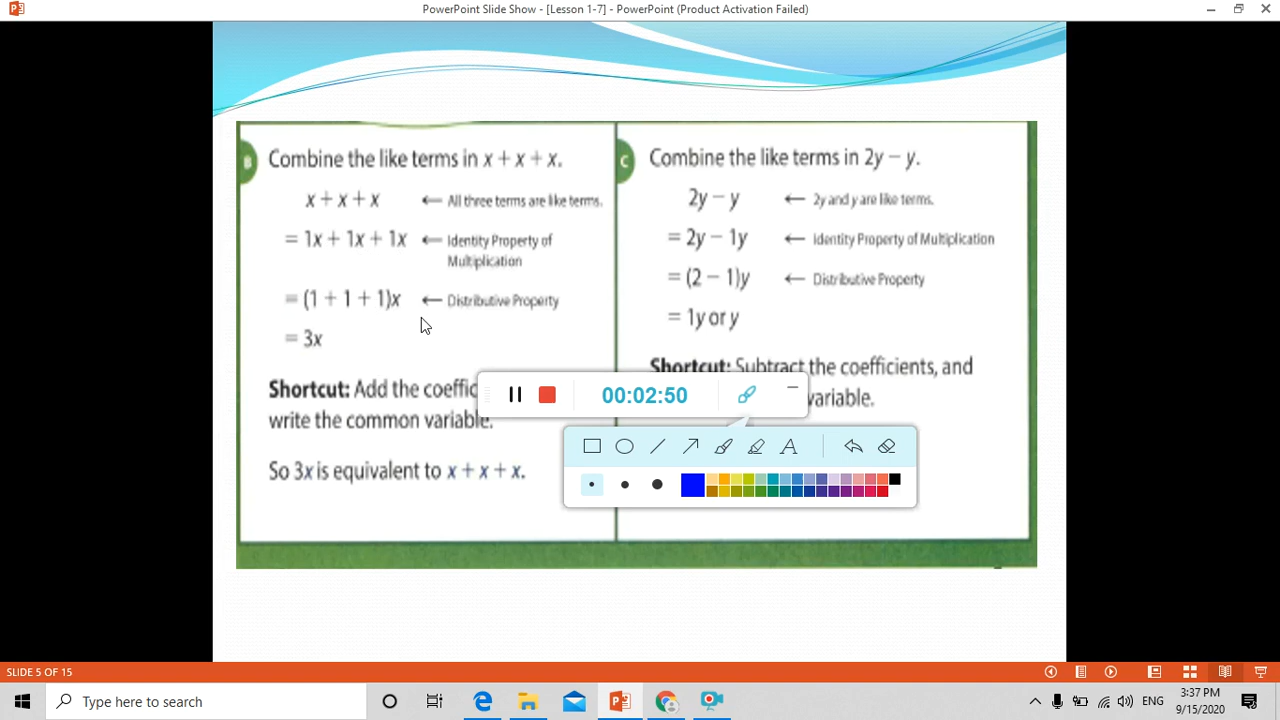 PowerPoint Slide Show - [Lesson 1-7] - PowerPoint (Product Activation Failed)
B
Combine the like terms in x + x + x.
x + x + x ← All three terms are like terms.
= 1x + 1x + 1x ← Identity Property of
Multiplication
= (1 + 1 + 1)x ← Distributive Property
= 3x
Shortcut: Add the coeffic
write the common variable.
So 3x is equivalent to x + x + x.
C
Combine the like terms in 2y − y.
2y − y ← 2y and y are like terms.
= 2y − 1y ← Identity Property of Multiplication
= (2 − 1)y ← Distributive Property
= 1y or y
Shortcut: Subtract the coefficients, and
variable.
00:02:50
A
SLIDE 5 OF 15
Type here to search
ENG
3:37 PM
9/15/2020